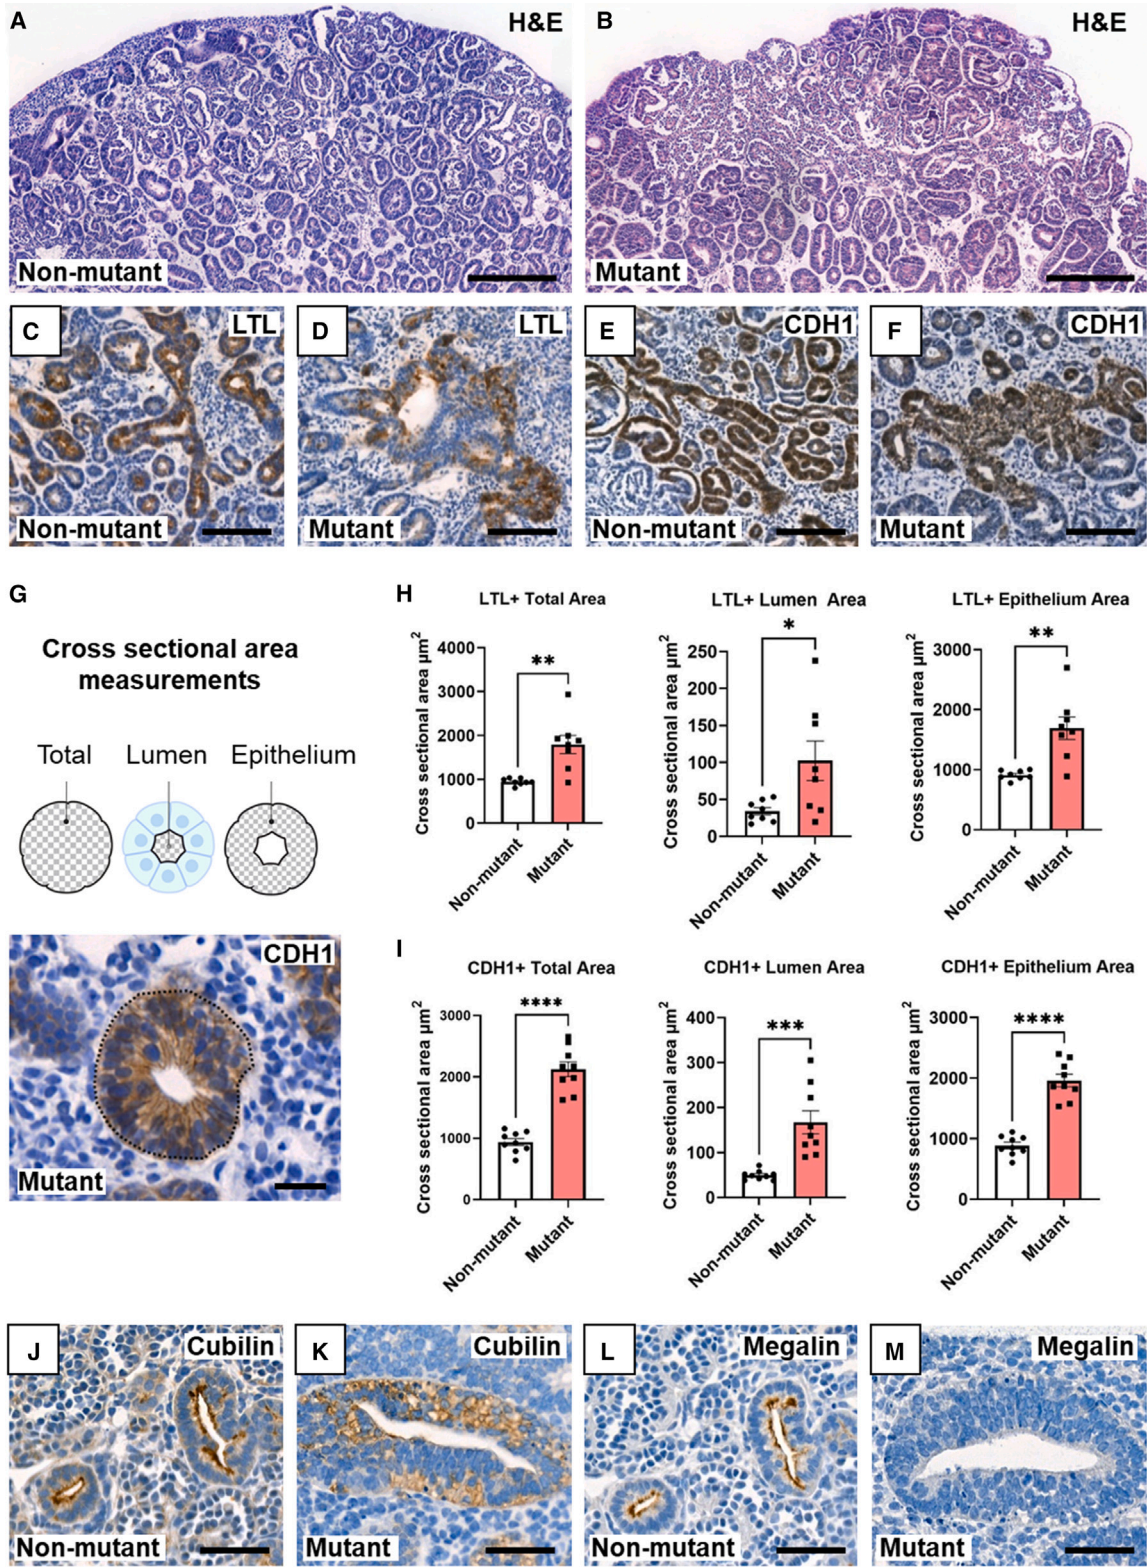 A
H&E
Non-mutant
B
H&E
Mutant
C
LTL
Non-mutant
D
LTL
Mutant
E
CDH1
Non-mutant
F
CDH1
Mutant
G
Cross sectional area
measurements
Total
Lumen
Epithelium
CDH1
Mutant
H
LTL+ Total Area
**
Cross sectional area µm²
4000
3000
2000
1000
0
Non-mutant
Mutant
LTL+ Lumen Area
*
Cross sectional area µm²
250
200
150
100
50
0
Non-mutant
Mutant
LTL+ Epithelium Area
**
Cross sectional area µm²
3000
2000
1000
0
Non-mutant
Mutant
I
CDH1+ Total Area
****
Cross sectional area µm²
3000
2000
1000
0
Non-mutant
Mutant
CDH1+ Lumen Area
***
Cross sectional area µm²
400
300
200
100
0
Non-mutant
Mutant
CDH1+ Epithelium Area
****
Cross sectional area µm²
3000
2000
1000
0
Non-mutant
Mutant
J
Cubilin
Non-mutant
K
Cubilin
Mutant
L
Megalin
Non-mutant
M
Megalin
Mutant